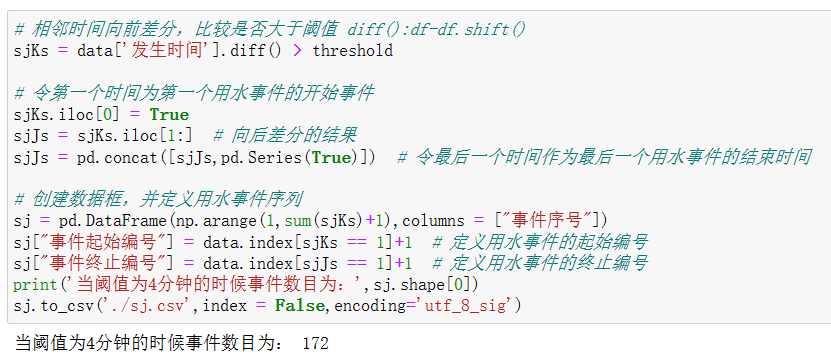 # 相邻时间向前差分，比较是否大于阈值 diff():df-df.shift()
sjKs = data['发生时间'].diff() > threshold
# 令第一个时间为第一个用水事件的开始事件
sjKs.iloc[0] = True
sjJs = sjKs.iloc[1:]  # 向后差分的结果
sjJs = pd.concat([sjJs,pd.Series(True)])  # 令最后一个时间作为最后一个用水事件的结束时间
# 创建数据框，并定义用水事件序列
sj = pd.DataFrame(np.arange(1,sum(sjKs)+1),columns = ["事件序号"])
sj["事件起始编号"] = data.index[sjKs == 1]+1  # 定义用水事件的起始编号
sj["事件终止编号"] = data.index[sjJs == 1]+1  # 定义用水事件的终止编号
print('当阈值为4分钟的时候事件数目为：',sj.shape[0])
sj.to_csv('./sj.csv',index = False,encoding='utf_8_sig')
当阈值为4分钟的时候事件数目为： 172